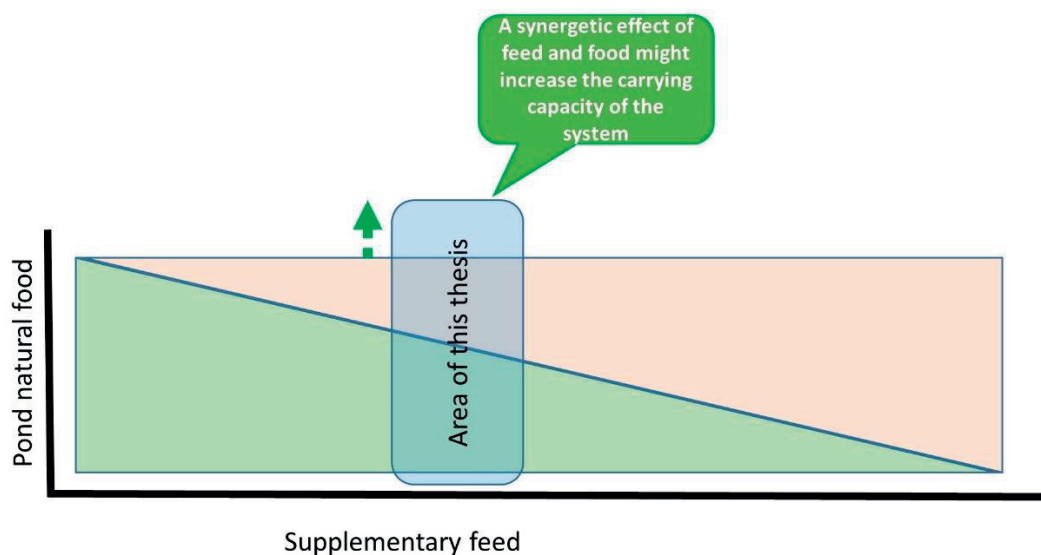 A synergetic effect of
feed and food might
increase the carrying
capacity of the
system
Pond natural food
Area of this thesis
Supplementary feed